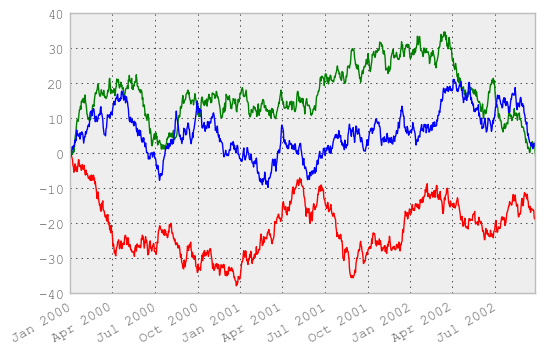 40
30
20
10
0
−10
−20
−30
−40
Jan 2000
Apr 2000
Jul 2000
Oct 2000
Jan 2001
Apr 2001
Jul 2001
Oct 2001
Jan 2002
Apr 2002
Jul 2002